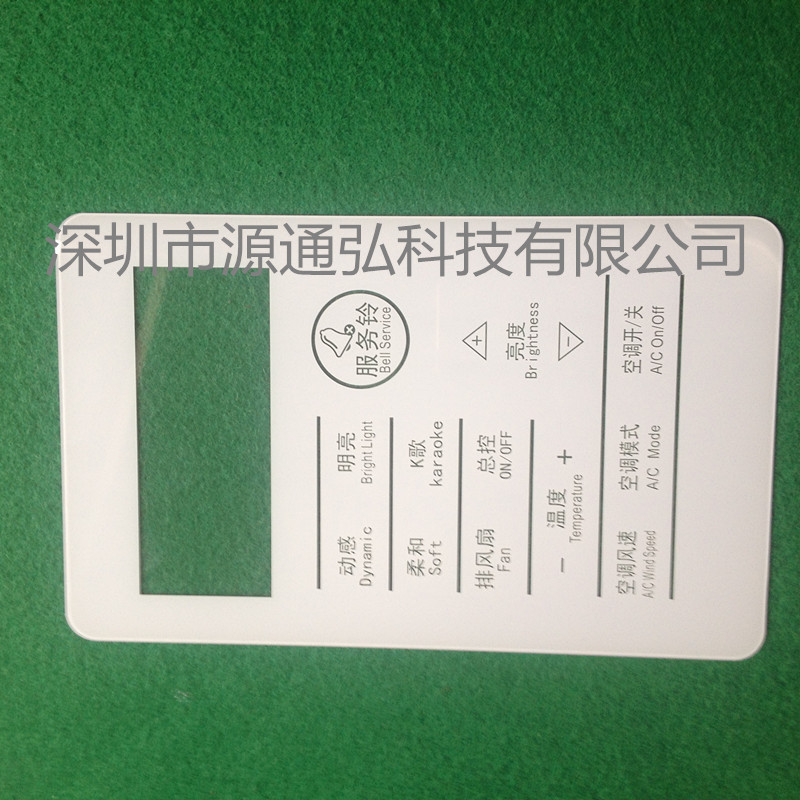 深圳市源通弘科技有限公司
动感
Dynamic
明亮
Bright Light
服务铃
Bell Service
柔和
Soft
K歌
karaoke
排风扇
Fan
总控
ON/OFF
+
亮度
Brightness
-
-
温度
Temperature
+
空调风速
A/C Wind Speed
空调模式
A/C Mode
空调开/关
A/C On/Off